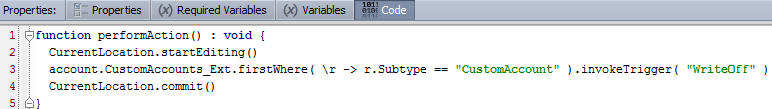 Properties: Properties (x) Required Variables (x) Variables Code
1 function performAction() : void {
2 CurrentLocation.startEditing()
3 account.CustomAccounts_Ext.firstWhere( \r -> r.Subtype == "CustomAccount" ).invokeTrigger( "WriteOff" )
4 CurrentLocation.commit()
5 }